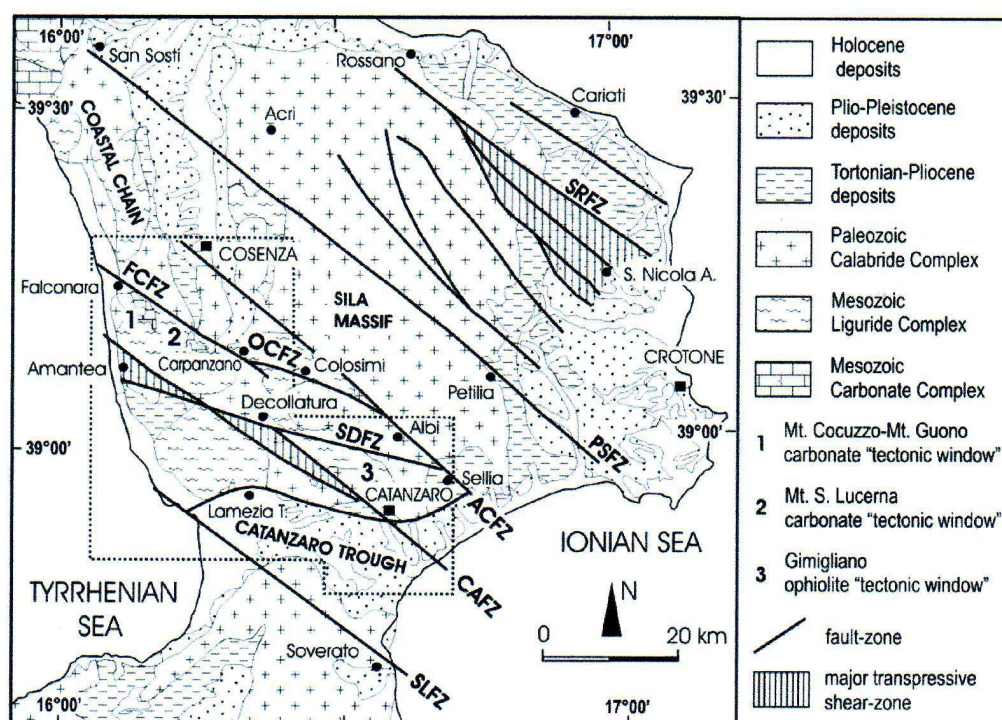 16°00'
17°00'
San Sosti
Rossano
39°30'
Cariati
39°30'
Acri
COASTAL CHAIN
SRFZ
COSENZA
S. Nicola A.
FCFZ
Falconara
1
2
SILA
MASSIF
OCFZ
CROTONE
Amantea
Carpanzano
Colosimi
Petilia
Decollatura
Albi
39°00'
SDFZ
39°00'
PSFZ
3
Sellia
CATANZARO
Lamezia T.
ACFZ
CATANZARO TROUGH
IONIAN SEA
CAFZ
TYRRHENIAN
SEA
N
0 20 km
Soverato
SLFZ
16°00'
17°00'
Holocene
deposits
Plio-Pleistocene
deposits
Tortonian-Pliocene
deposits
Paleozoic
Calabride Complex
Mesozoic
Liguride Complex
Mesozoic
Carbonate Complex
1 Mt. Cocuzzo-Mt. Guono
carbonate "tectonic window"
2 Mt. S. Lucerna
carbonate "tectonic window"
3 Gimigliano
ophiolite "tectonic window"
fault-zone
major transpressive
shear-zone